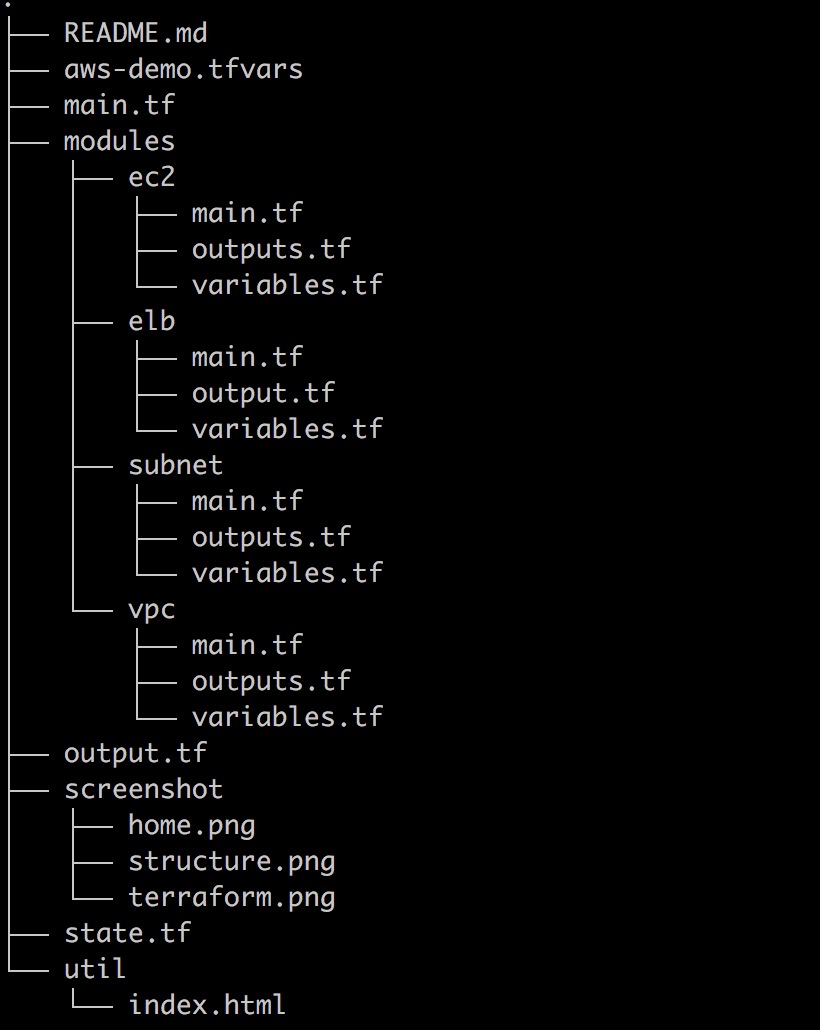 .
├── README.md
├── aws-demo.tfvars
├── main.tf
├── modules
│   ├── ec2
│   │   ├── main.tf
│   │   ├── outputs.tf
│   │   └── variables.tf
│   ├── elb
│   │   ├── main.tf
│   │   ├── output.tf
│   │   └── variables.tf
│   ├── subnet
│   │   ├── main.tf
│   │   ├── outputs.tf
│   │   └── variables.tf
│   └── vpc
│       ├── main.tf
│       ├── outputs.tf
│       └── variables.tf
├── output.tf
├── screenshot
│   ├── home.png
│   ├── structure.png
│   └── terraform.png
├── state.tf
└── util
    └── index.html